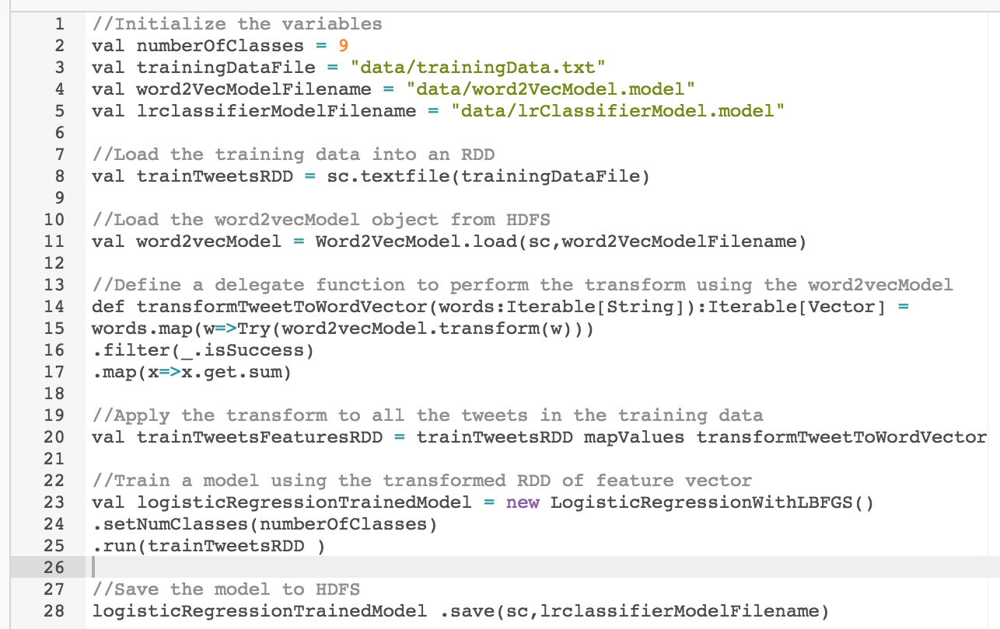 1 //Initialize the variables
2 val numberOfClasses = 9
3 val trainingDataFile = "data/trainingData.txt"
4 val word2VecModelFilename = "data/word2VecModel.model"
5 val lrclassifierModelFilename = "data/lrClassifierModel.model"
6
7 //Load the training data into an RDD
8 val trainTweetsRDD = sc.textfile(trainingDataFile)
9
10 //Load the word2vecModel object from HDFS
11 val word2vecModel = Word2VecModel.load(sc,word2VecModelFilename)
12
13 //Define a delegate function to perform the transform using the word2vecModel
14 def transformTweetToWordVector(words:Iterable[String]):Iterable[Vector] =
15 words.map(w=>Try(word2vecModel.transform(w)))
16 .filter(_.isSuccess)
17 .map(x=>x.get.sum)
18
19 //Apply the transform to all the tweets in the training data
20 val trainTweetsFeaturesRDD = trainTweetsRDD mapValues transformTweetToWordVector
21
22 //Train a model using the transformed RDD of feature vector
23 val logisticRegressionTrainedModel = new LogisticRegressionWithLBFGS()
24 .setNumClasses(numberOfClasses)
25 .run(trainTweetsRDD )
26
27 //Save the model to HDFS
28 logisticRegressionTrainedModel .save(sc,lrclassifierModelFilename)